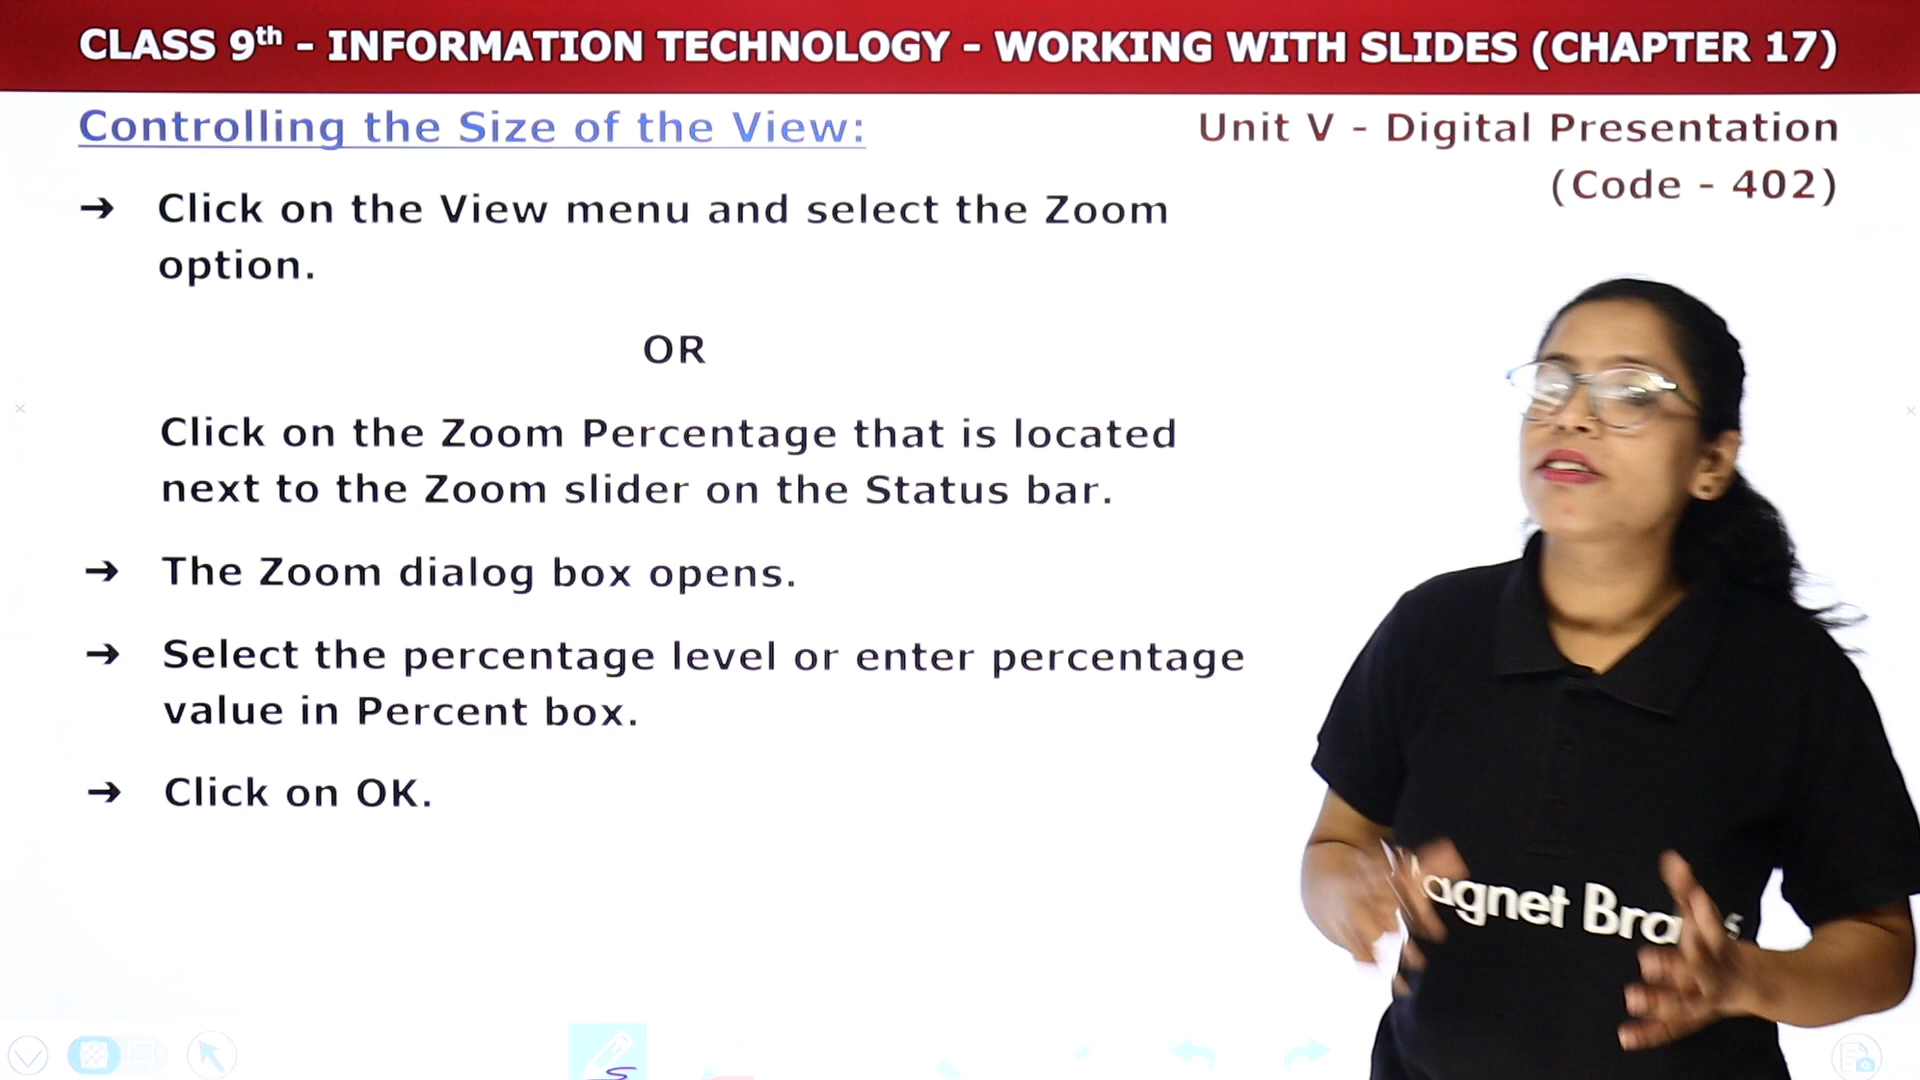 CLASS 9th - INFORMATION TECHNOLOGY - WORKING WITH SLIDES (CHAPTER 17)
Controlling the Size of the View:
Unit V - Digital Presentation
(Code - 402)
➔ Click on the View menu and select the Zoom
option.
OR
Click on the Zoom Percentage that is located
next to the Zoom slider on the Status bar.
➔ The Zoom dialog box opens.
➔ Select the percentage level or enter percentage
value in Percent box.
➔ Click on OK.
agnet Bra